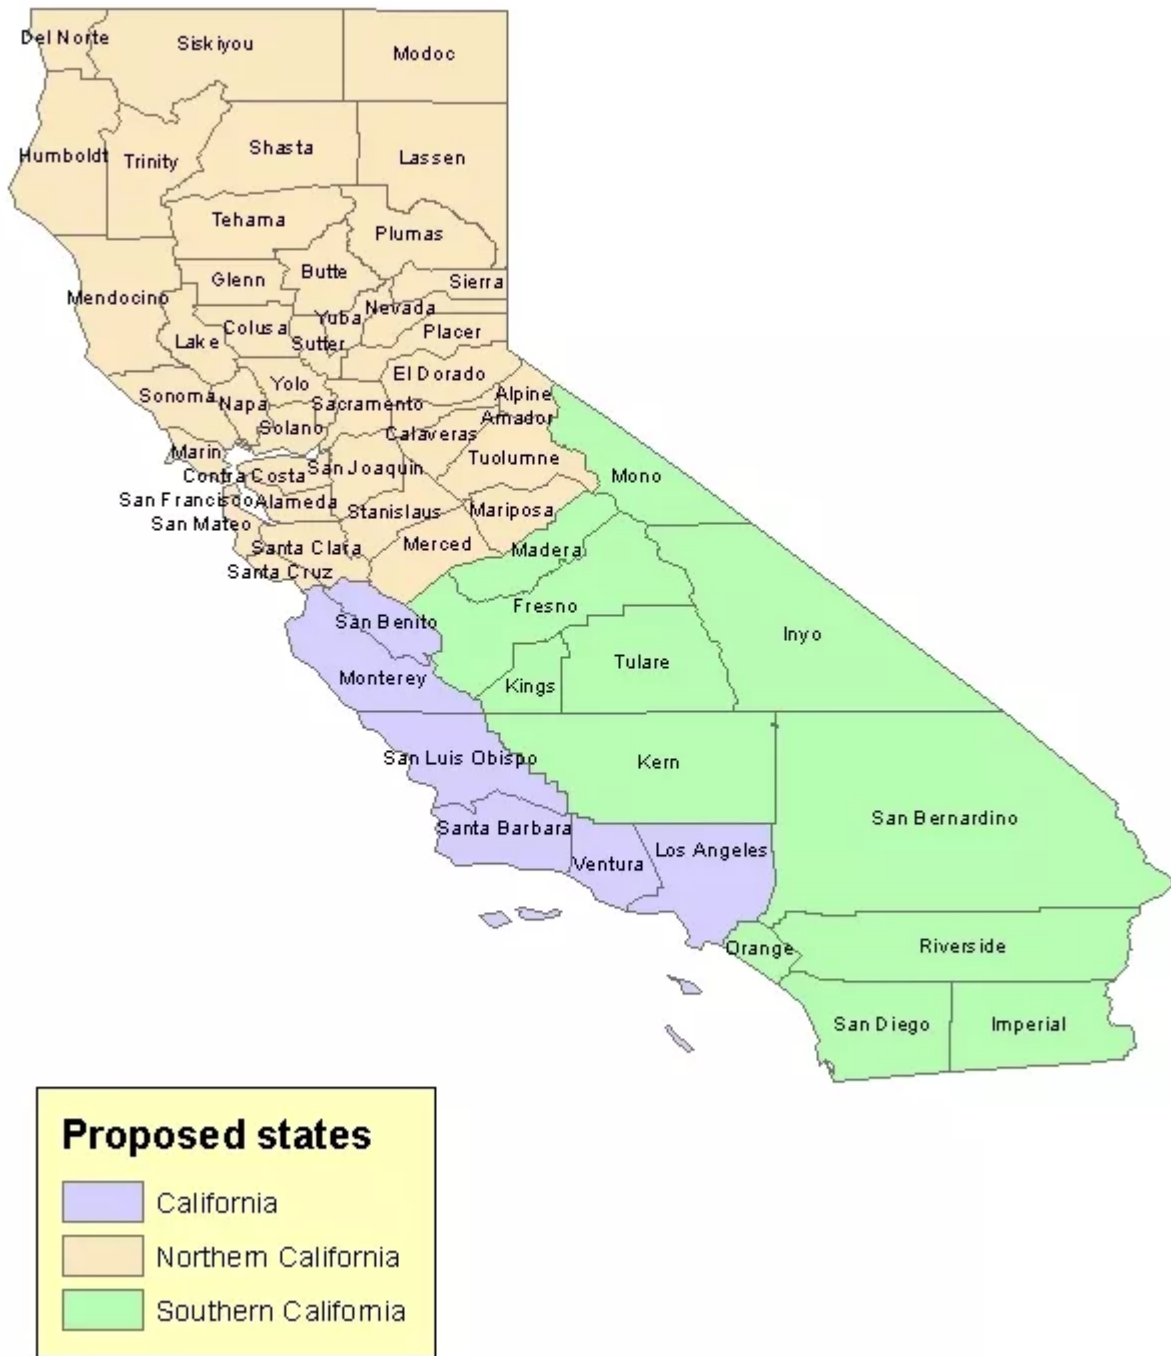 Del Norte
Siskiyou
Modoc
Humboldt
Trinity
Shasta
Lassen
Tehama
Plumas
Glenn
Butte
Sierra
Mendocino
Colusa
Yuba
Nevada
Lake
Sutter
Placer
Sonoma
Napa
Yolo
El Dorado
Sacramento
Alpine
Solano
Amador
Calaveras
Marin
Contra Costa
San Joaquin
Tuolumne
Mono
San Francisco
Alameda
Stanislaus
Mariposa
San Mateo
Santa Clara
Merced
Madera
Santa Cruz
San Benito
Fresno
Inyo
Monterey
Kings
Tulare
San Luis Obispo
Kern
San Bernardino
Santa Barbara
Ventura
Los Angeles
Orange
Riverside
San Diego
Imperial
Proposed states
California
Northern California
Southern California